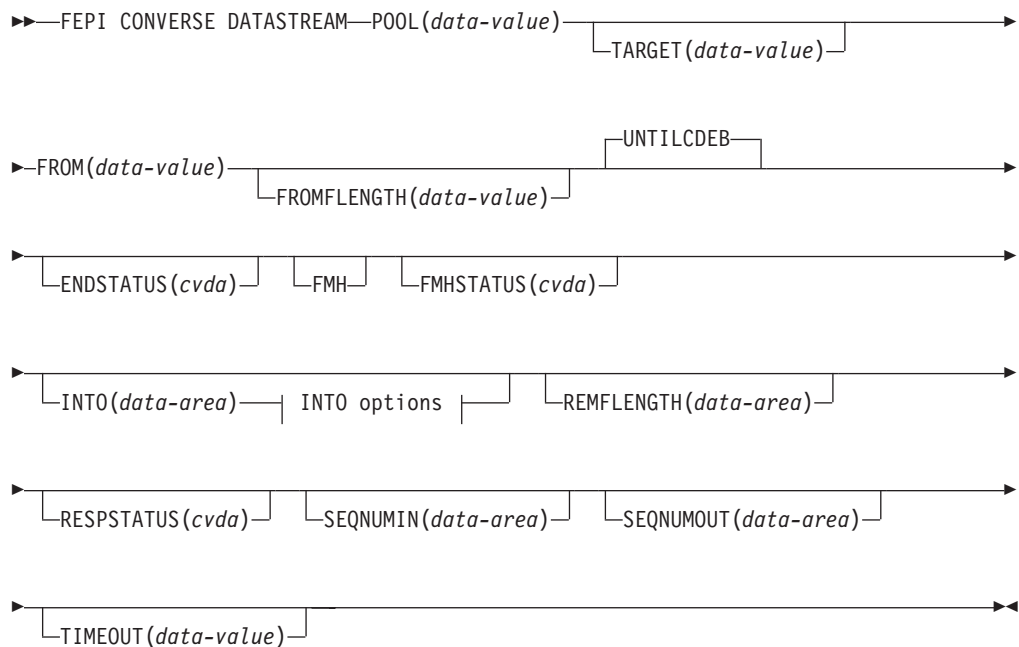 FEPI CONVERSE DATASTREAM POOL(data-value)
TARGET(data-value)
UNTILCDEB
FROM(data-value)
FROMFLENGTH(data-value)
ENDSTATUS(cvda) FMH FMHSTATUS(cvda)
INTO(data-area) INTO options REMFLENGTH(data-area)
RESPSTATUS(cvda) SEQNUMIN(data-area) SEQNUMOUT(data-area)
TIMEOUT(data-value)